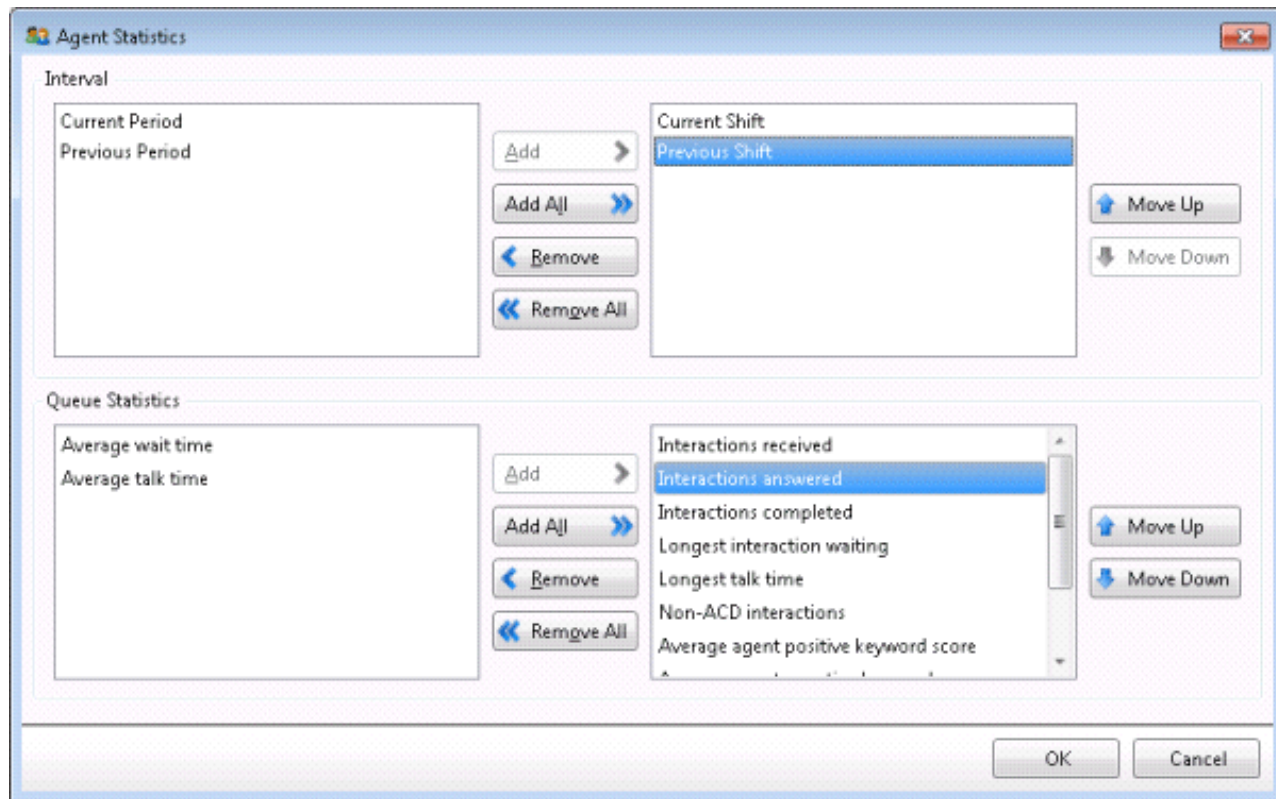 Agent Statistics
Interval
Current Period
Previous Period
Add
Add All
Remove
Remove All
Current Shift
Previous Shift
Move Up
Move Down
Queue Statistics
Average wait time
Average talk time
Add
Add All
Remove
Remove All
Interactions received
Interactions answered
Interactions completed
Longest interaction waiting
Longest talk time
Non-ACD interactions
Average agent positive keyword score
Move Up
Move Down
OK
Cancel